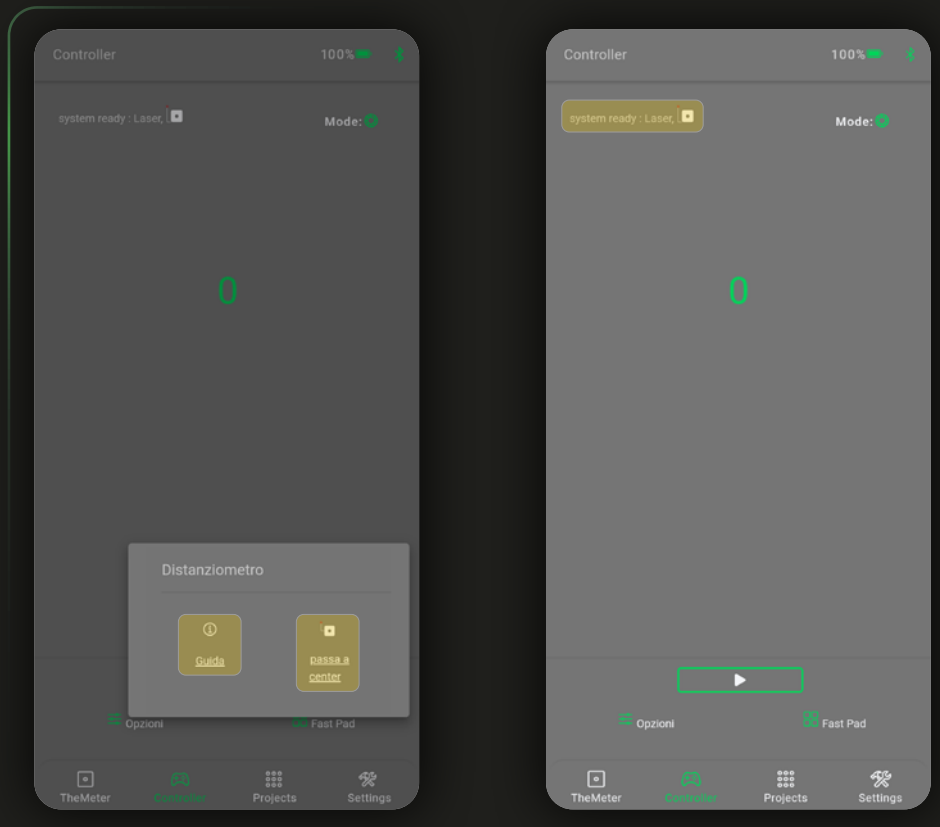 Controller
100%
system ready : Laser,
Mode:
0
Distanziometro
Guida
passa a
center
Opzioni
Fast Pad
TheMeter
Controller
Projects
Settings
Controller
100%
system ready : Laser,
Mode:
0
Opzioni
Fast Pad
TheMeter
Controller
Projects
Settings